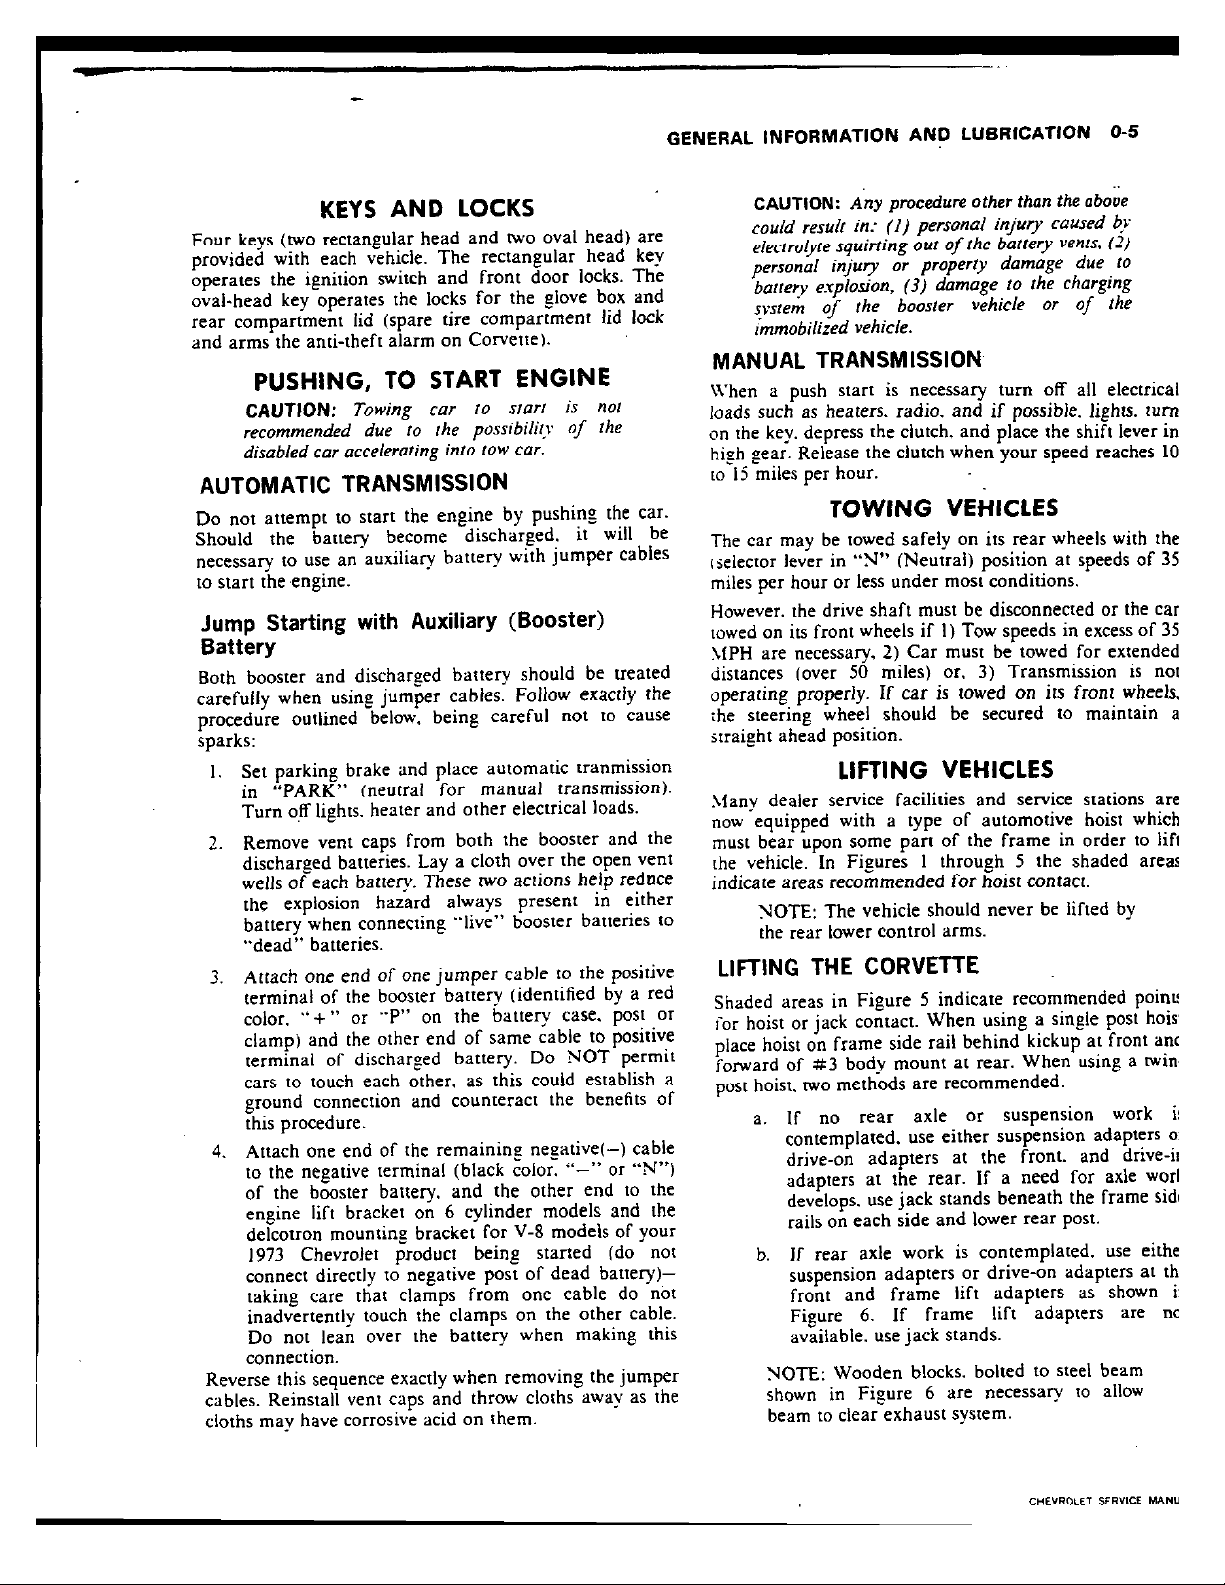 GENERAL INFORMATION AND LUBRICATION 0-5
KEYS AND LOCKS
Four keys (two rectangular head and two oval head) are
provided with each vehicle. The rectangular head key
operates the ignition switch and front door locks. The
oval-head key operates the locks for the glove box and
rear compartment lid (spare tire compartment lid lock
and arms the anti-theft alarm on Corvette).
PUSHING, TO START ENGINE
CAUTION: Towing car to start is not
recommended due to the possibility of the
disabled car accelerating into tow car.
AUTOMATIC TRANSMISSION
Do not attempt to start the engine by pushing the car.
Should the battery become discharged, it will be
necessary to use an auxiliary battery with jumper cables
to start the engine.
Jump Starting with Auxiliary (Booster)
Battery
Both booster and discharged battery should be treated
carefully when using jumper cables. Follow exactly the
procedure outlined below, being careful not to cause
sparks:
1. Set parking brake and place automatic tranmission
in "PARK" (neutral for manual transmission).
Turn off lights, heater and other electrical loads.
2. Remove vent caps from both the booster and the
discharged batteries. Lay a cloth over the open vent
wells of each battery. These two actions help reduce
the explosion hazard always present in either
battery when connecting "live" booster batteries to
"dead" batteries.
3. Attach one end of one jumper cable to the positive
terminal of the booster battery (identified by a red
color, "+" or "P" on the battery case, post or
clamp) and the other end of same cable to positive
terminal of discharged battery. Do NOT permit
cars to touch each other, as this could establish a
ground connection and counteract the benefits of
this procedure.
4. Attach one end of the remaining negative(–) cable
to the negative terminal (black color, "–" or "N")
of the booster battery, and the other end to the
engine lift bracket on 6 cylinder models and the
delcotron mounting bracket for V-8 models of your
1973 Chevrolet product being started (do not
connect directly to negative post of dead battery)–
taking care that clamps from one cable do not
inadvertently touch the clamps on the other cable.
Do not lean over the battery when making this
connection.
Reverse this sequence exactly when removing the jumper
cables. Reinstall vent caps and throw cloths away as the
cloths may have corrosive acid on them.
CAUTION: Any procedure other than the above
could result in: (1) personal injury caused by
electrolyte squirting out of the battery vents, (2)
personal injury or property damage due to
battery explosion, (3) damage to the charging
system of the booster vehicle or of the
immobilized vehicle.
MANUAL TRANSMISSION
When a push start is necessary turn off all electrical
loads such as heaters, radio, and if possible, lights, turn
on the key, depress the clutch, and place the shift lever in
high gear. Release the clutch when your speed reaches 10
to 15 miles per hour.
TOWING VEHICLES
The car may be towed safely on its rear wheels with the
(selector lever in "N" (Neutral) position at speeds of 35
miles per hour or less under most conditions.
However, the drive shaft must be disconnected or the car
towed on its front wheels if 1) Tow speeds in excess of 35
MPH are necessary, 2) Car must be towed for extended
distances (over 50 miles) or, 3) Transmission is not
operating properly. If car is towed on its front wheels,
the steering wheel should be secured to maintain a
straight ahead position.
LIFTING VEHICLES
Many dealer service facilities and service stations are
now equipped with a type of automotive hoist which
must bear upon some part of the frame in order to lift
the vehicle. In Figures 1 through 5 the shaded areas
indicate areas recommended for hoist contact.
NOTE: The vehicle should never be lifted by
the rear lower control arms.
LIFTING THE CORVETTE
Shaded areas in Figure 5 indicate recommended
for hoist or jack contact. When using a single post
place hoist on frame side rail behind kickup at front
forward of #3 body mount at rear. When using a twin
post hoist, two methods are recommended.
a. If no rear axle or suspension work
contemplated, use either suspension adapters
drive-on adapters at the front, and
adapters at the rear. If a need for axle
develops, use jack stands beneath the frame
rails on each side and lower rear post.
b. If rear axle work is contemplated, use
suspension adapters or drive-on adapters at
front and frame lift adapters as shown
Figure 6. If frame lift adapters are
available, use jack stands.
NOTE: Wooden blocks, bolted to steel beam
shown in Figure 6 are necessary to allow
beam to clear exhaust system.
CHEVROLET SERVICE